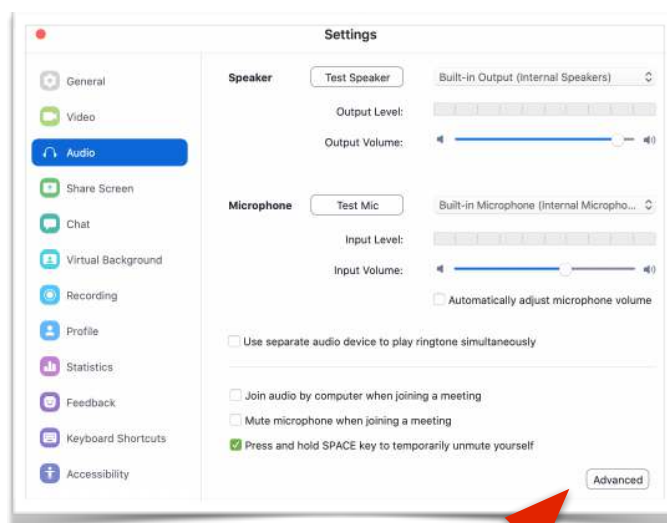 Settings
General
Video
Audio
Share Screen
Chat
Virtual Background
Recording
Profile
Statistics
Feedback
Keyboard Shortcuts
Accessibility
Speaker Test Speaker Built-in Output (Internal Speakers)
Output Level:
Output Volume:
Microphone Test Mic Built-in Microphone (Internal Micropho...
Input Level:
Input Volume:
Automatically adjust microphone volume
Use separate audio device to play ringtone simultaneously
Join audio by computer when joining a meeting
Mute microphone when joining a meeting
Press and hold SPACE key to temporarily unmute yourself
Advanced